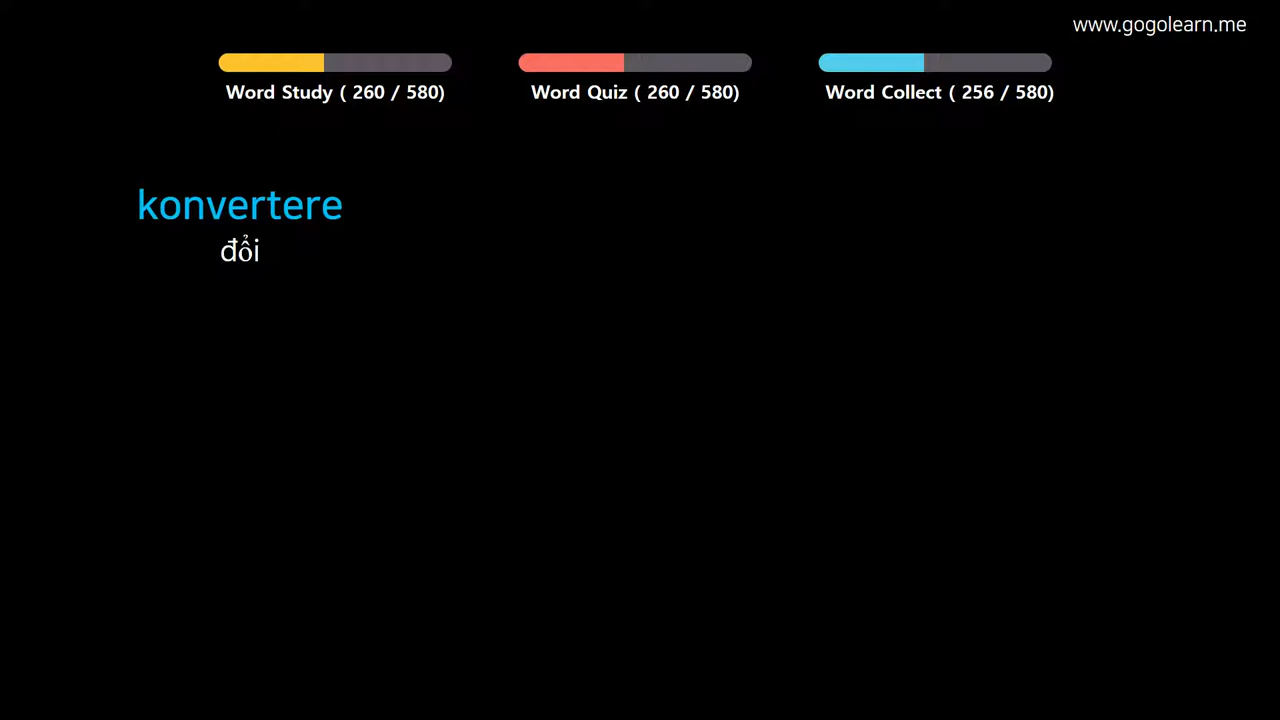 www.gogolearn.me
Word Study ( 260 / 580)
Word Quiz ( 260 / 580)
Word Collect ( 256 / 580)
konvertere
đổi